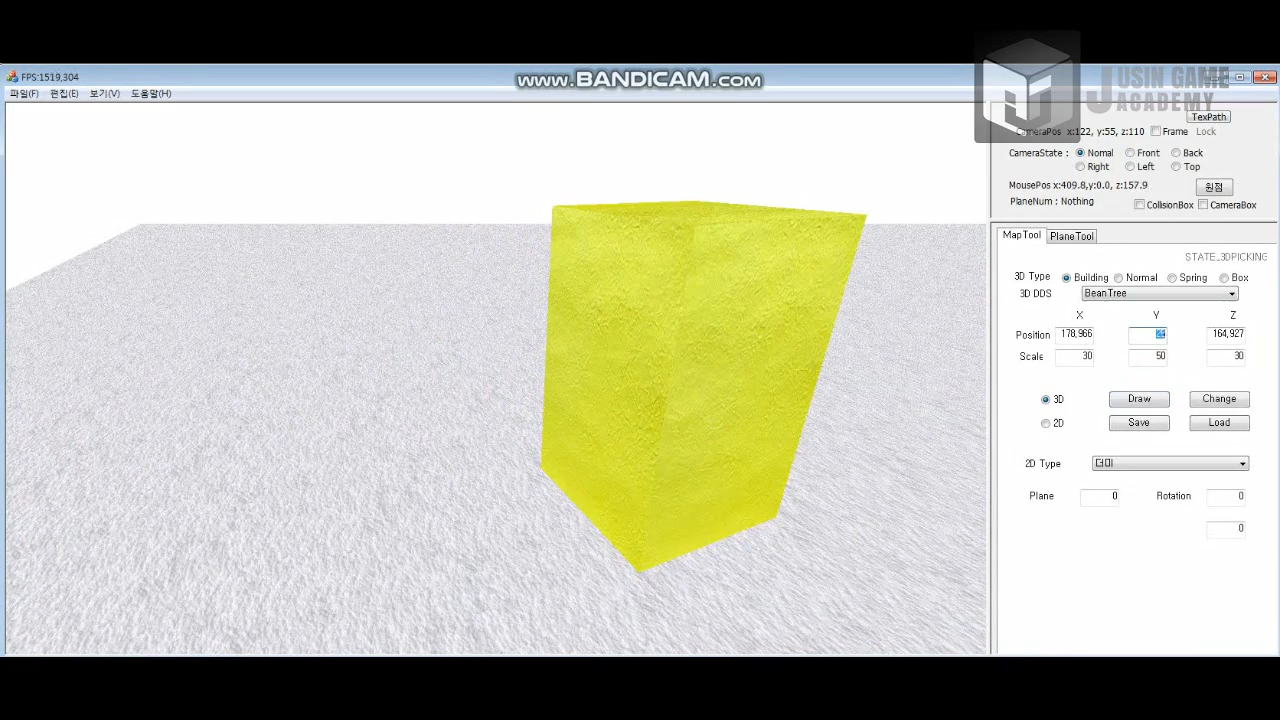 FPS:1519,304
www.BANDICAM.com
JUSIN GAME
ACADEMY
파일(F) 편집(E) 보기(V) 도움말(H)
TexPath
CameraPos x:122, y:55, z:110 Frame Lock
CameraState : Nomal Front Back
Right Left Top
MousePos x:409.8,y:0.0, z:157.9 원점
PlaneNum : Nothing
CollisionBox CameraBox
MapTool PlaneTool
STATE_3DPICKING
3D Type Building Normal Spring Box
3D DDS BeanTree
X Y Z
Position 178,966 164,927
Scale 30 50 30
3D Draw Change
2D Save Load
2D Type 더미
Plane 0 Rotation 0
0